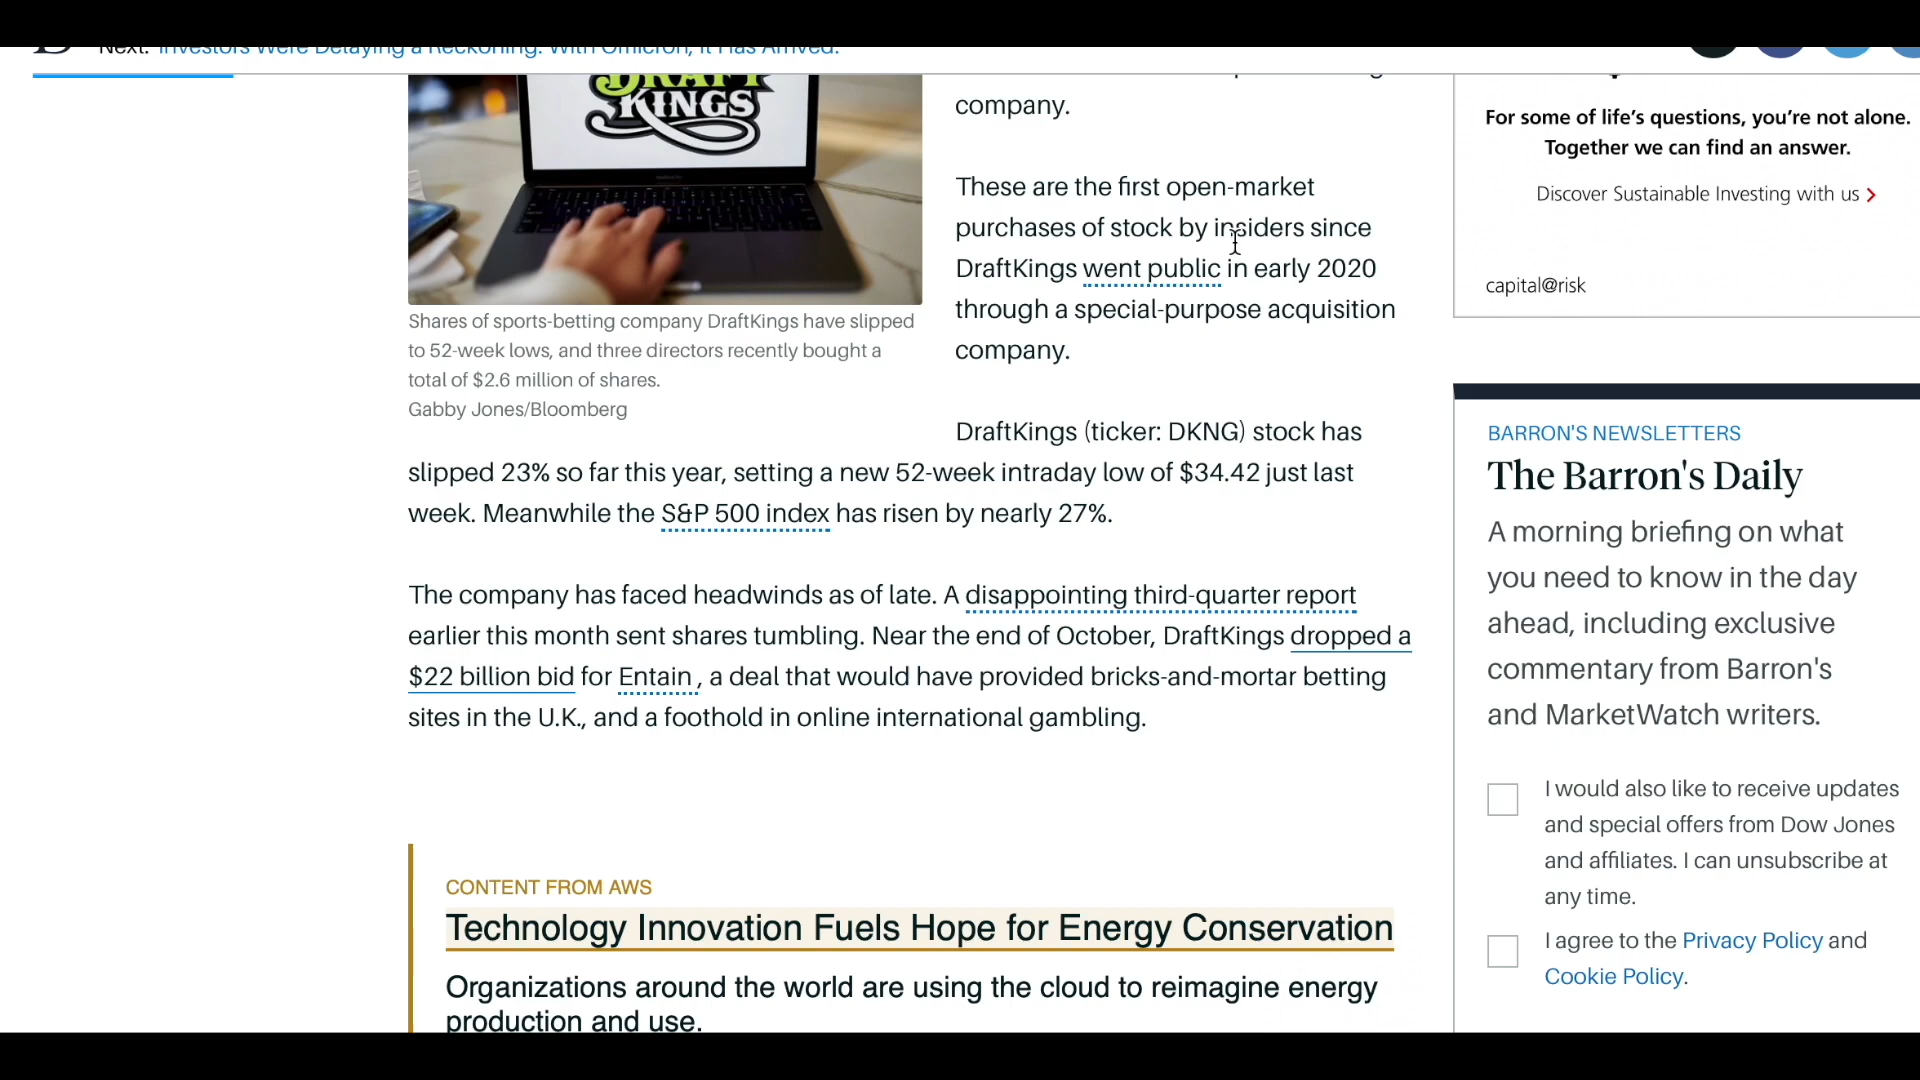 Next: Investors Were Delaying a Reckoning. With Omicron, It Has Arrived.
DRAFT
KINGS
Shares of sports-betting company DraftKings have slipped
to 52-week lows, and three directors recently bought a
total of $2.6 million of shares.
Gabby Jones/Bloomberg
company.
These are the first open-market
purchases of stock by insiders since
DraftKings went public in early 2020
through a special-purpose acquisition
company.
DraftKings (ticker: DKNG) stock has
slipped 23% so far this year, setting a new 52-week intraday low of $34.42 just last
week. Meanwhile the S&P 500 index has risen by nearly 27%.
The company has faced headwinds as of late. A disappointing third-quarter report
earlier this month sent shares tumbling. Near the end of October, DraftKings dropped a
$22 billion bid for Entain , a deal that would have provided bricks-and-mortar betting
sites in the U.K., and a foothold in online international gambling.
CONTENT FROM AWS
Technology Innovation Fuels Hope for Energy Conservation
Organizations around the world are using the cloud to reimagine energy
production and use.
For some of life's questions, you're not alone.
Together we can find an answer.
Discover Sustainable Investing with us
capital@risk
BARRON'S NEWSLETTERS
The Barron's Daily
A morning briefing on what
you need to know in the day
ahead, including exclusive
commentary from Barron's
and MarketWatch writers.
I would also like to receive updates
and special offers from Dow Jones
and affiliates. I can unsubscribe at
any time.
I agree to the Privacy Policy and
Cookie Policy.